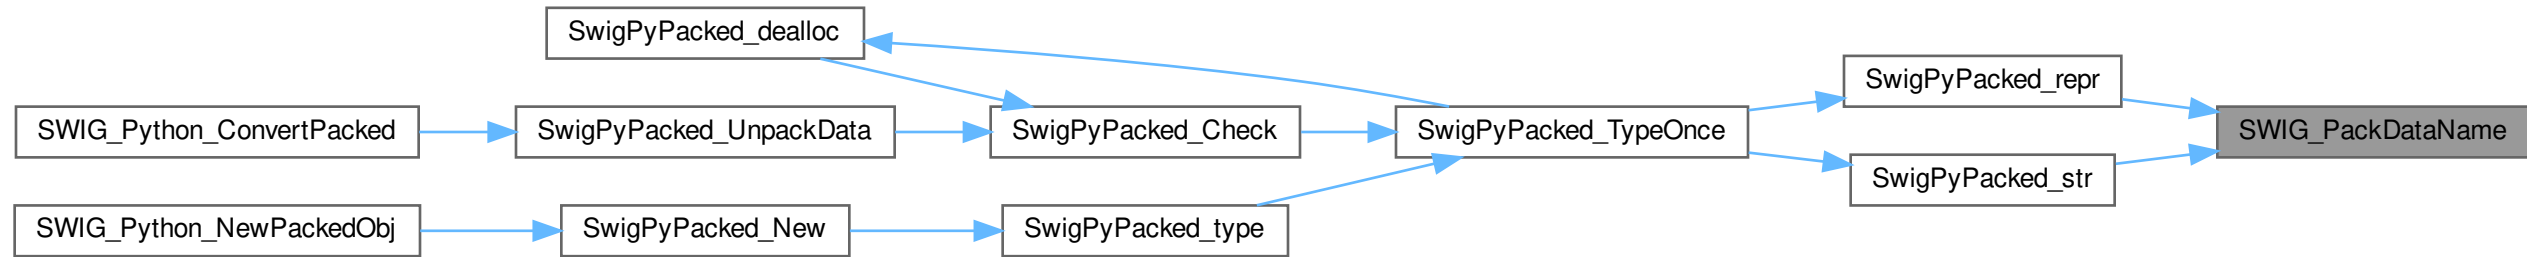 SwigPyPacked_dealloc
SwigPyPacked_repr
SWIG_Python_ConvertPacked
SwigPyPacked_UnpackData
SwigPyPacked_Check
SwigPyPacked_TypeOnce
SWIG_PackDataName
SwigPyPacked_str
SWIG_Python_NewPackedObj
SwigPyPacked_New
SwigPyPacked_type